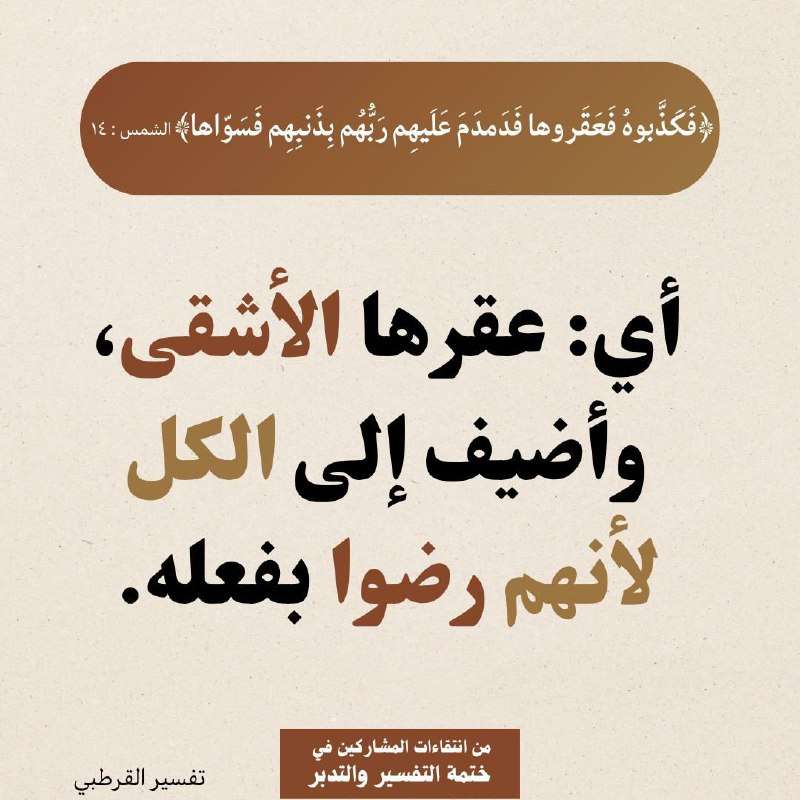 ﴿فَكَذَّبوهُ فَعَقَروها فَدَمدَمَ عَلَيهِم رَبُّهُم بِذَنبِهِم فَسَوّاها﴾ الشمس : ١٤
أي: عقرها الأشقى،
وأضيف إلى الكل
لأنهم رضوا بفعله.
من انتقاءات المشاركين في
ختمة التفسير والتدبر
تفسير القرطبي